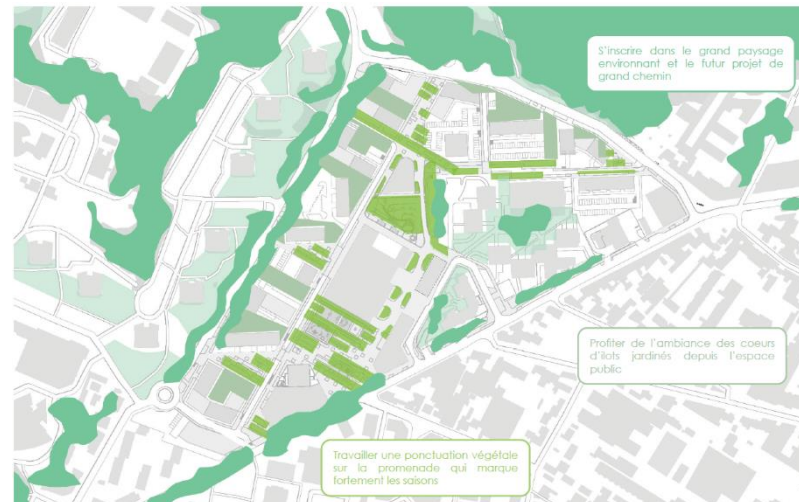 S'inscrire dans le grand paysage
environnant et le futur projet de
grand chemin
Profiter de l'ambiance des coeurs
d'ilots jardinés depuis l'espace
public
Travailler une ponctuation végétale
sur la promenade qui marque
fortement les saisons